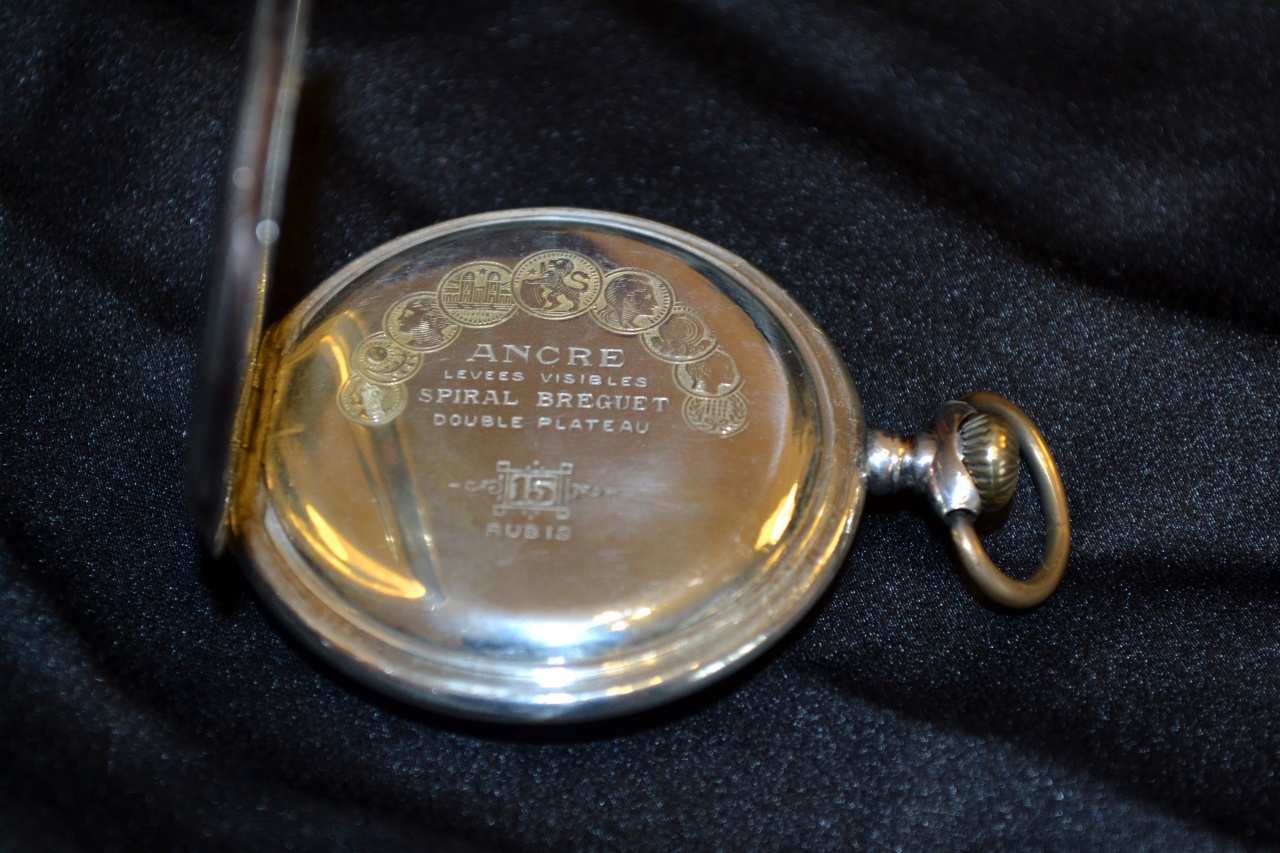 ANCRE
LEVEES VISIBLES
SPIRAL BREGUET
DOUBLE PLATEAU
15
RUBIS